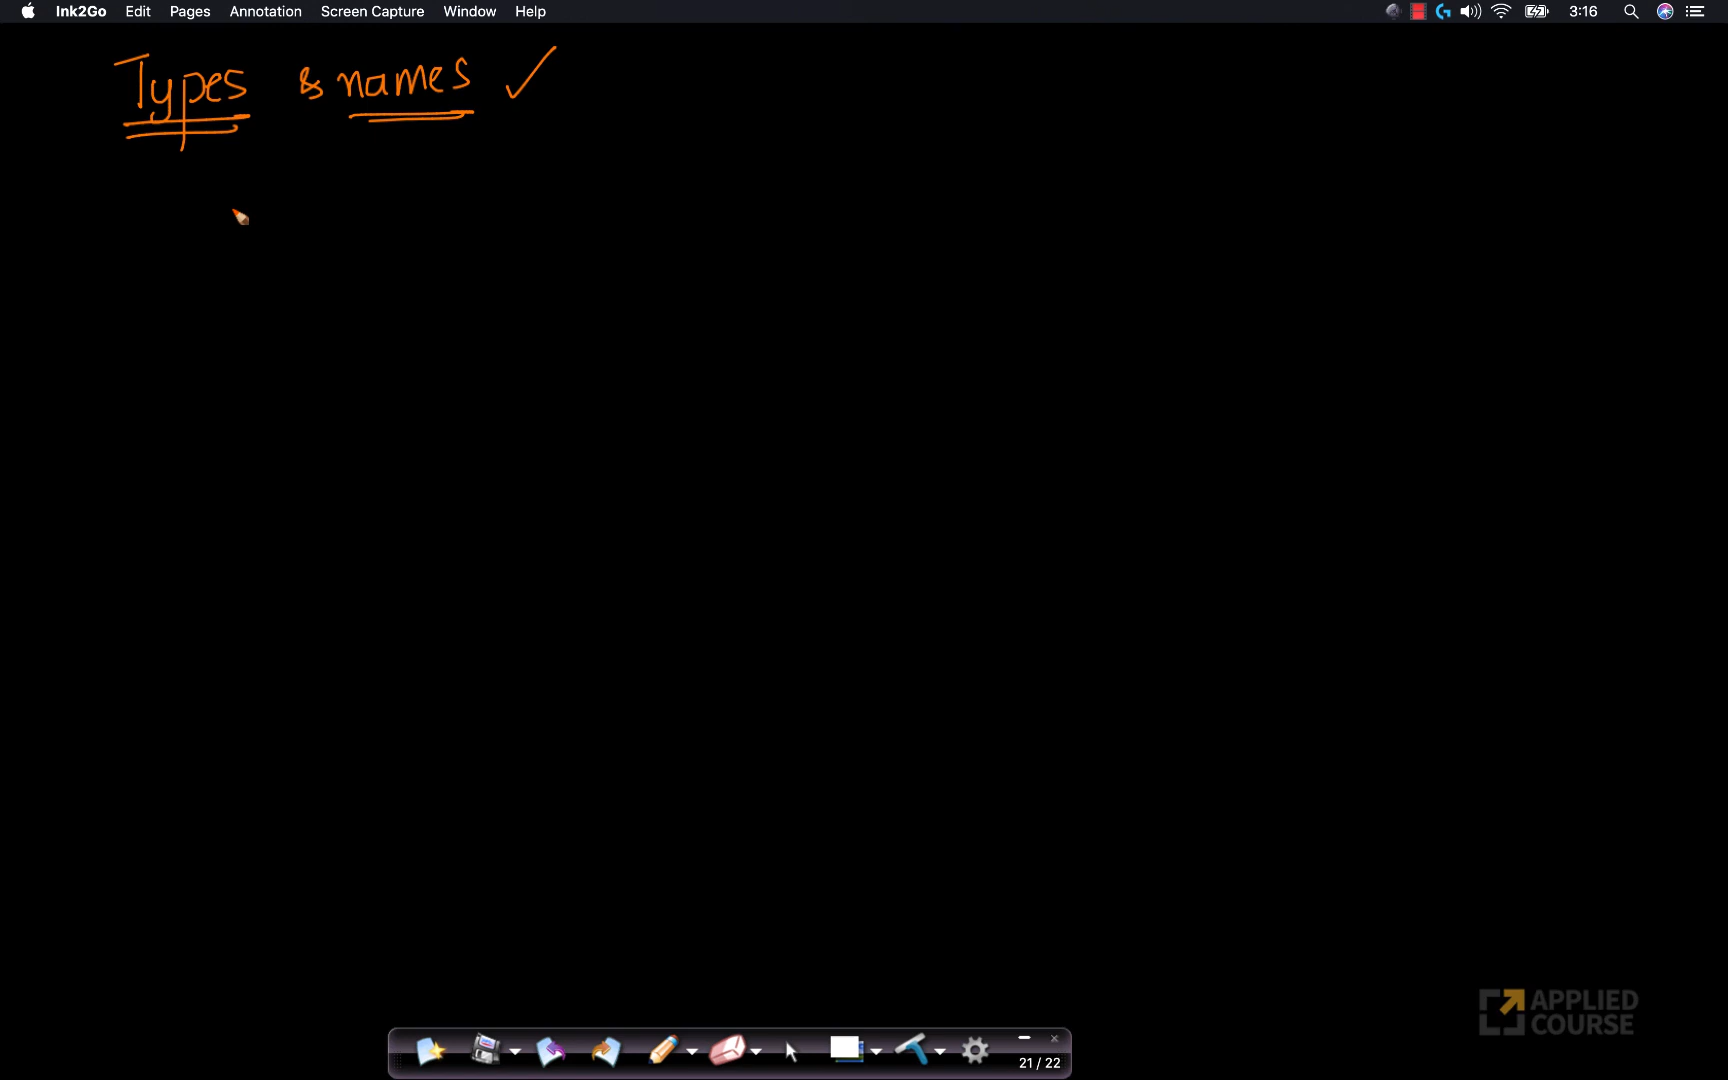 Ink2Go Edit Pages Annotation Screen Capture Window Help 3:16
Types & names ✓
APPLIED
COURSE
21 / 22